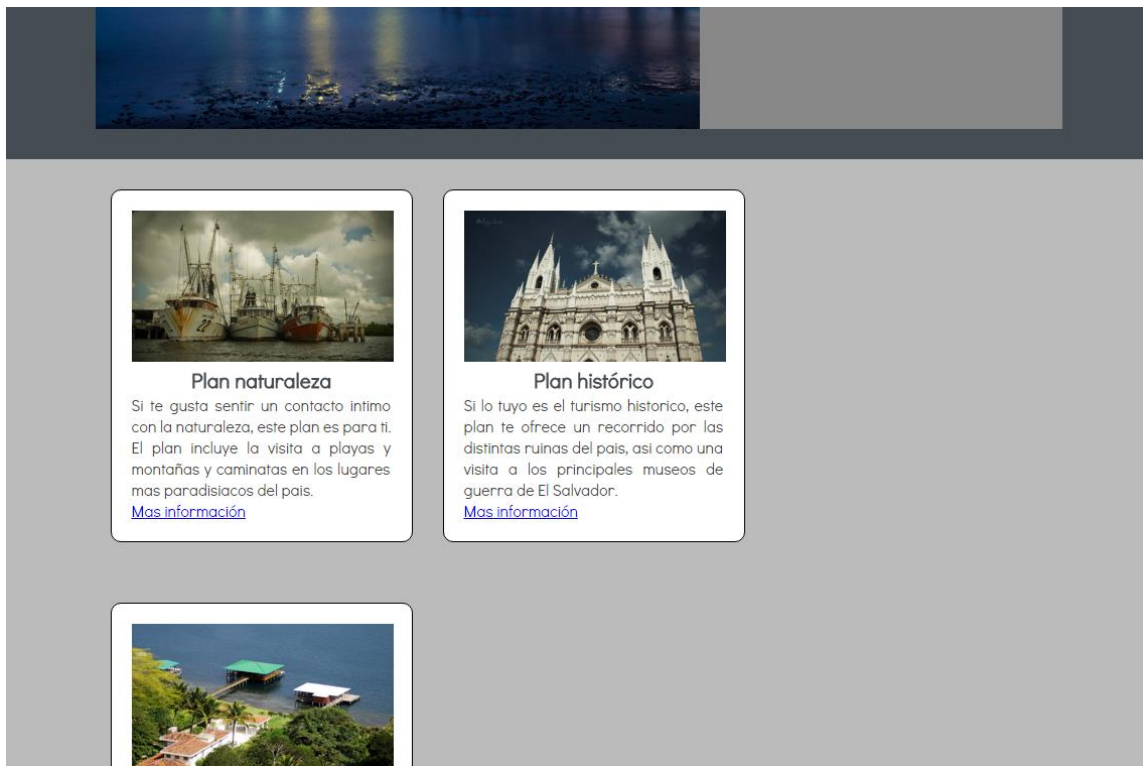 Plan naturaleza
Si te gusta sentir un contacto intimo
con la naturaleza, este plan es para ti.
El plan incluye la visita a playas y
montañas y caminatas en los lugares
mas paradisiacos del pais.
Mas información
Plan histórico
Si lo tuyo es el turismo historico, este
plan te ofrece un recorrido por las
distintas ruinas del pais, asi como una
visita a los principales museos de
guerra de El Salvador.
Mas información
22